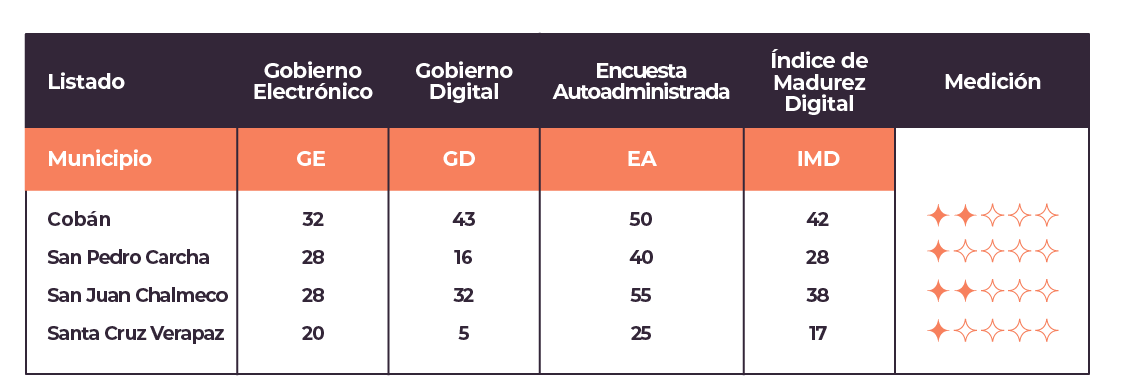 Listado Gobierno Electrónico Gobierno Digital Encuesta Autoadministrada Índice de Madurez Digital Medición
Municipio GE GD EA IMD
Cobán 32 43 50 42
San Pedro Carcha 28 16 40 28
San Juan Chalmeco 28 32 55 38
Santa Cruz Verapaz 20 5 25 17